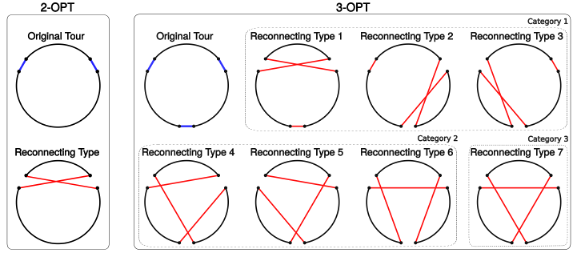 2-OPT
3-OPT
Category 1
Original Tour
Original Tour
Reconnecting Type 1
Reconnecting Type 2
Reconnecting Type 3
Category 2
Category 3
Reconnecting Type
Reconnecting Type 4
Reconnecting Type 5
Reconnecting Type 6
Reconnecting Type 7